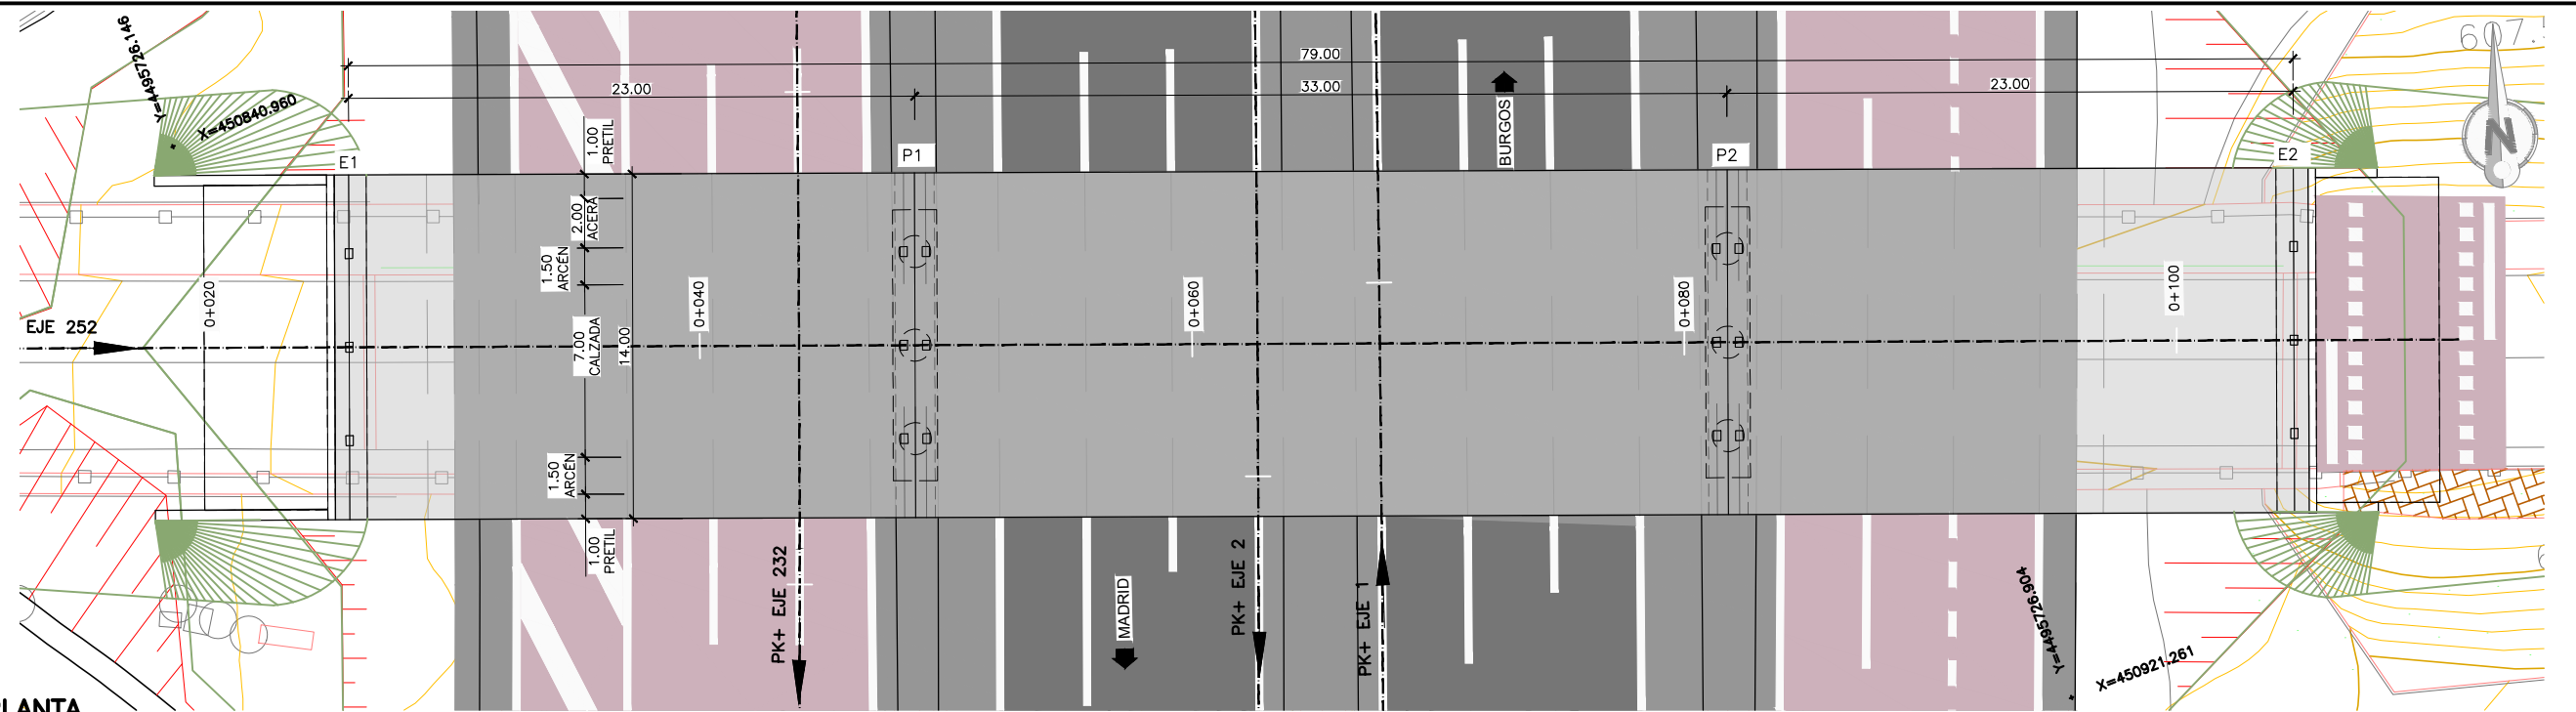 79.00
23.00
33.00
23.00
Y=4495726.146
X=450840.960
1.00
PRETIL
BURGOS
607.
N
E1
P1
P2
E2
2.00
ACERA
1.50
ARCÉN
0+020
0+040
0+060
0+080
0+100
EJE 252
7.00
CALZADA
14.00
1.50
ARCÉN
1.00
PRETIL
PK+ EJE 232
MADRID
PK+ EJE 2
PK+ EJE 1
Y=4495726.904
X=450921.261
PLANTA